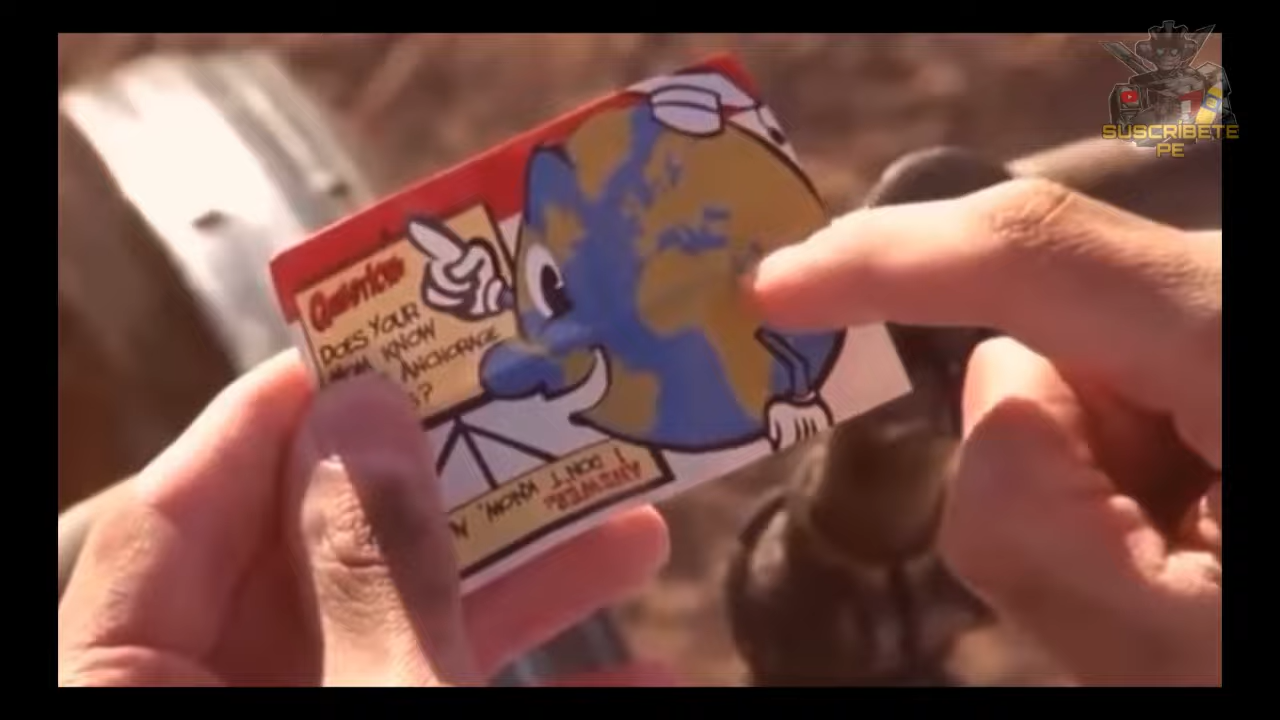 SUSCRIBETE
PE
QUESTION
DOES YOUR
KNOW
ANCHORAGE
ANSWER:
I DON'T KNOW,